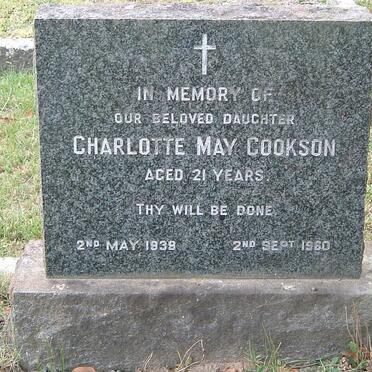 IN MEMORY OF
OUR BELOVED DAUGHTER
CHARLOTTE MAY COOKSON
AGED 21 YEARS.
THY WILL BE DONE
2ND MAY 1939 2ND SEPT 1960